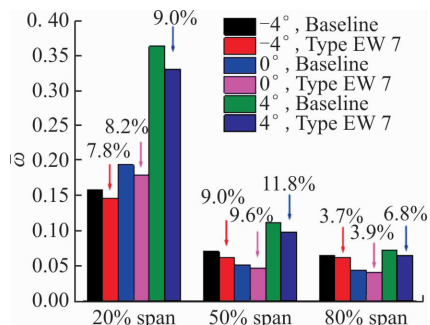 0.40
0.35
0.30
0.25
0.20
0.15
0.10
0.05
0.00
ω̅
−4°, Baseline
−4°, Type EW 7
0°, Baseline
0°, Type EW 7
4°, Baseline
4°, Type EW 7
7.8%
8.2%
9.0%
9.0%
9.6%
11.8%
3.7%
3.9%
6.8%
20% span
50% span
80% span